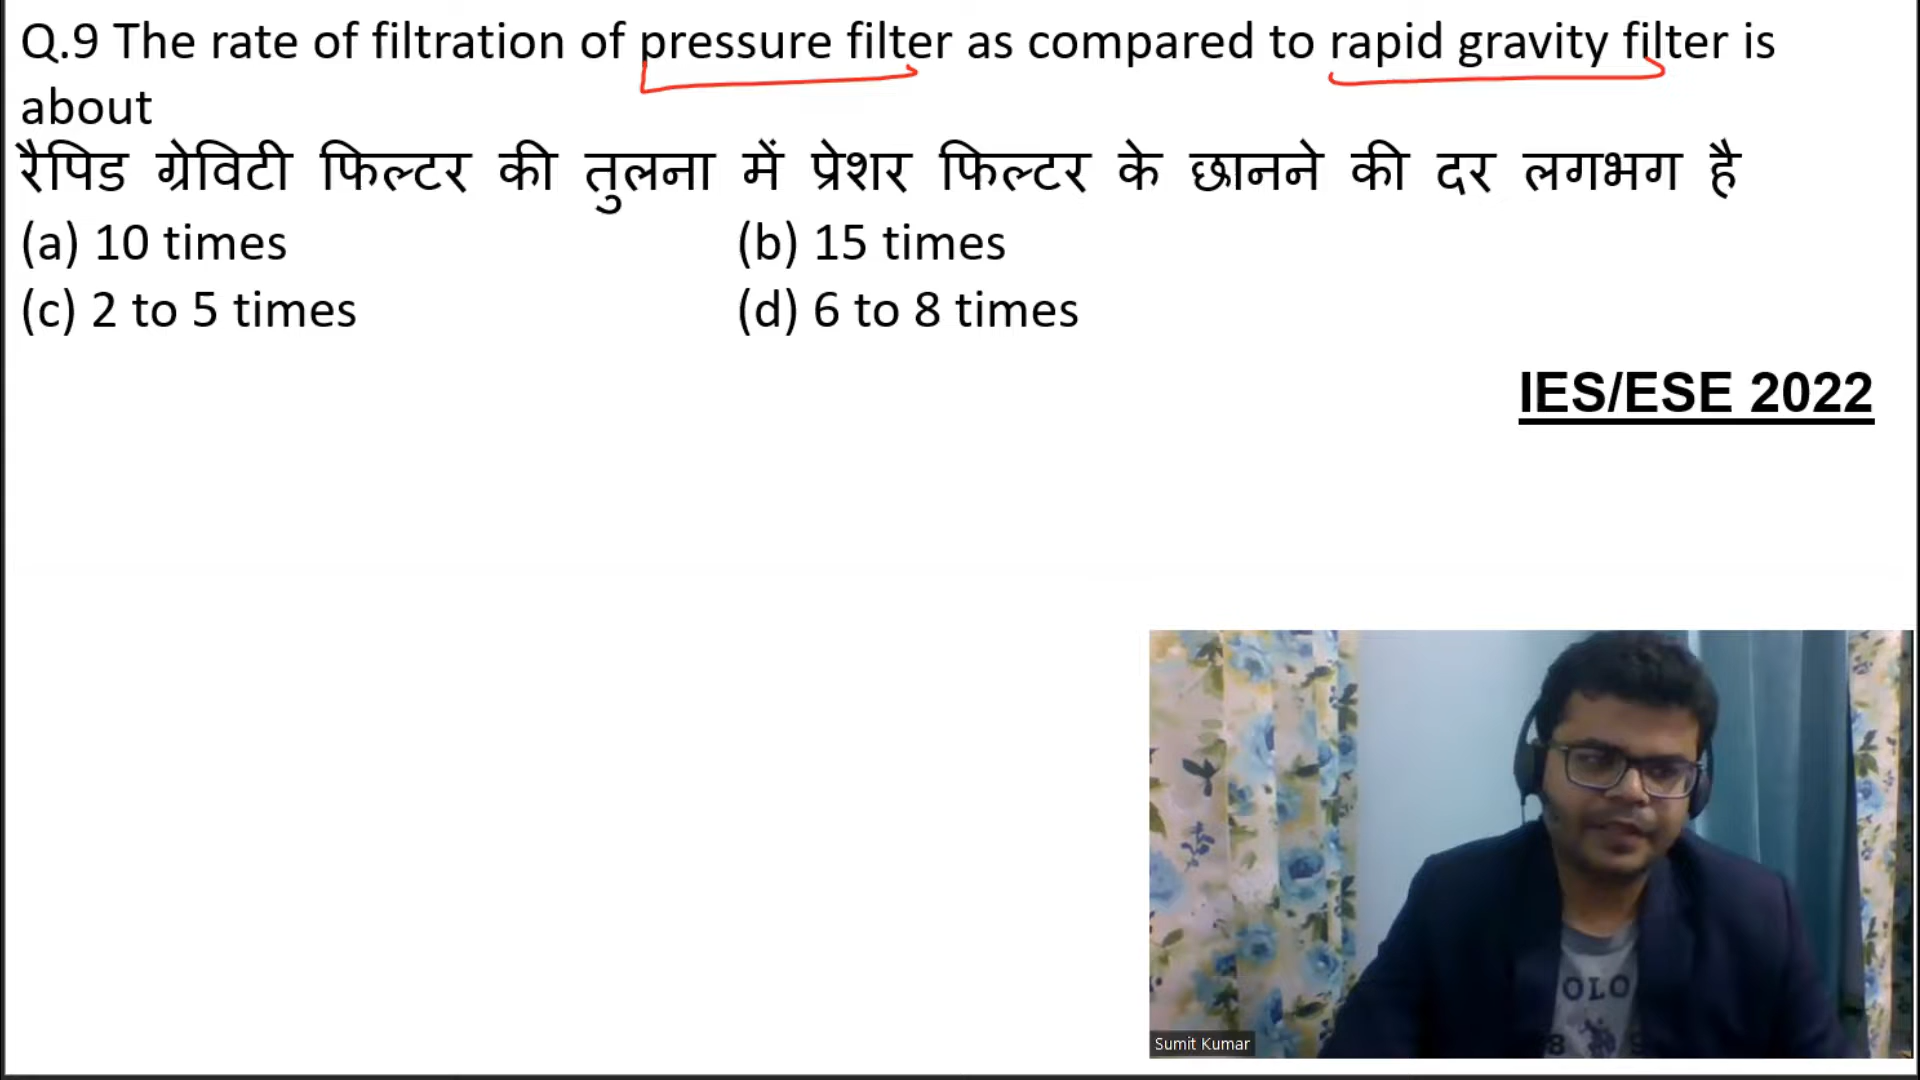 Q.9 The rate of filtration of pressure filter as compared to rapid gravity filter is
about
रैपिड ग्रेविटी फिल्टर की तुलना में प्रेशर फिल्टर के छानने की दर लगभग है
(a) 10 times (b) 15 times
(c) 2 to 5 times (d) 6 to 8 times
IES/ESE 2022
OLO
Sumit Kumar